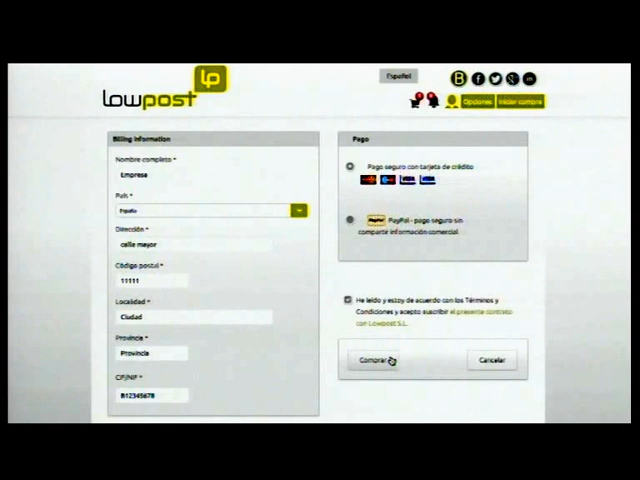 lp
lowpost
Español
B
Opciones
Iniciar compra
Billing information
Nombre completo *
Empresa
País *
España
Dirección *
calle mayor
Código postal *
11111
Localidad *
Ciudad
Provincia *
Provincia
CIF/NIF *
B12345678
Pago
Pago seguro con tarjeta de crédito
PayPal
PayPal - pago seguro sin
compartir información comercial
He leído y estoy de acuerdo con los Términos y
Condiciones y acepto suscribir el presente contrato
con Lowpost S.L.
Comprar
Cancelar